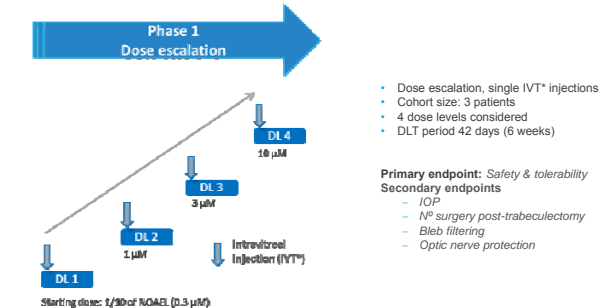 Phase 1
Dose escalation
DL 4
10 µM
DL 3
3 µM
DL 2
1 µM
Intravitreal
Injection (IVT*)
DL 1
Starting dose: 1/10 of NOAEL (0.3 µM)
• Dose escalation, single IVT* injections
• Cohort size: 3 patients
• 4 dose levels considered
• DLT period 42 days (6 weeks)
Primary endpoint: Safety & tolerability
Secondary endpoints
– IOP
– Nº surgery post-trabeculectomy
– Bleb filtering
– Optic nerve protection